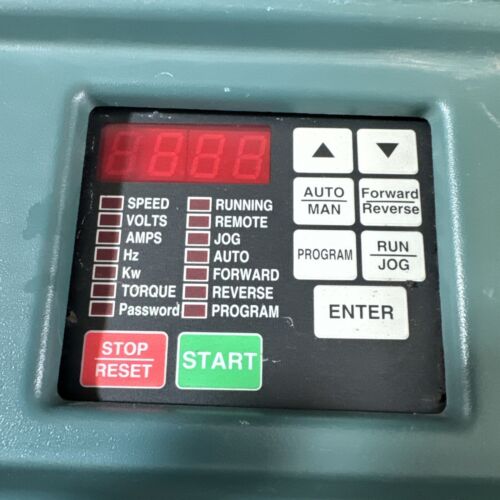 SPEED
VOLTS
AMPS
Hz
Kw
TORQUE
Password
RUNNING
REMOTE
JOG
AUTO
FORWARD
REVERSE
PROGRAM
AUTO
MAN
Forward
Reverse
PROGRAM
RUN
JOG
ENTER
STOP
RESET
START